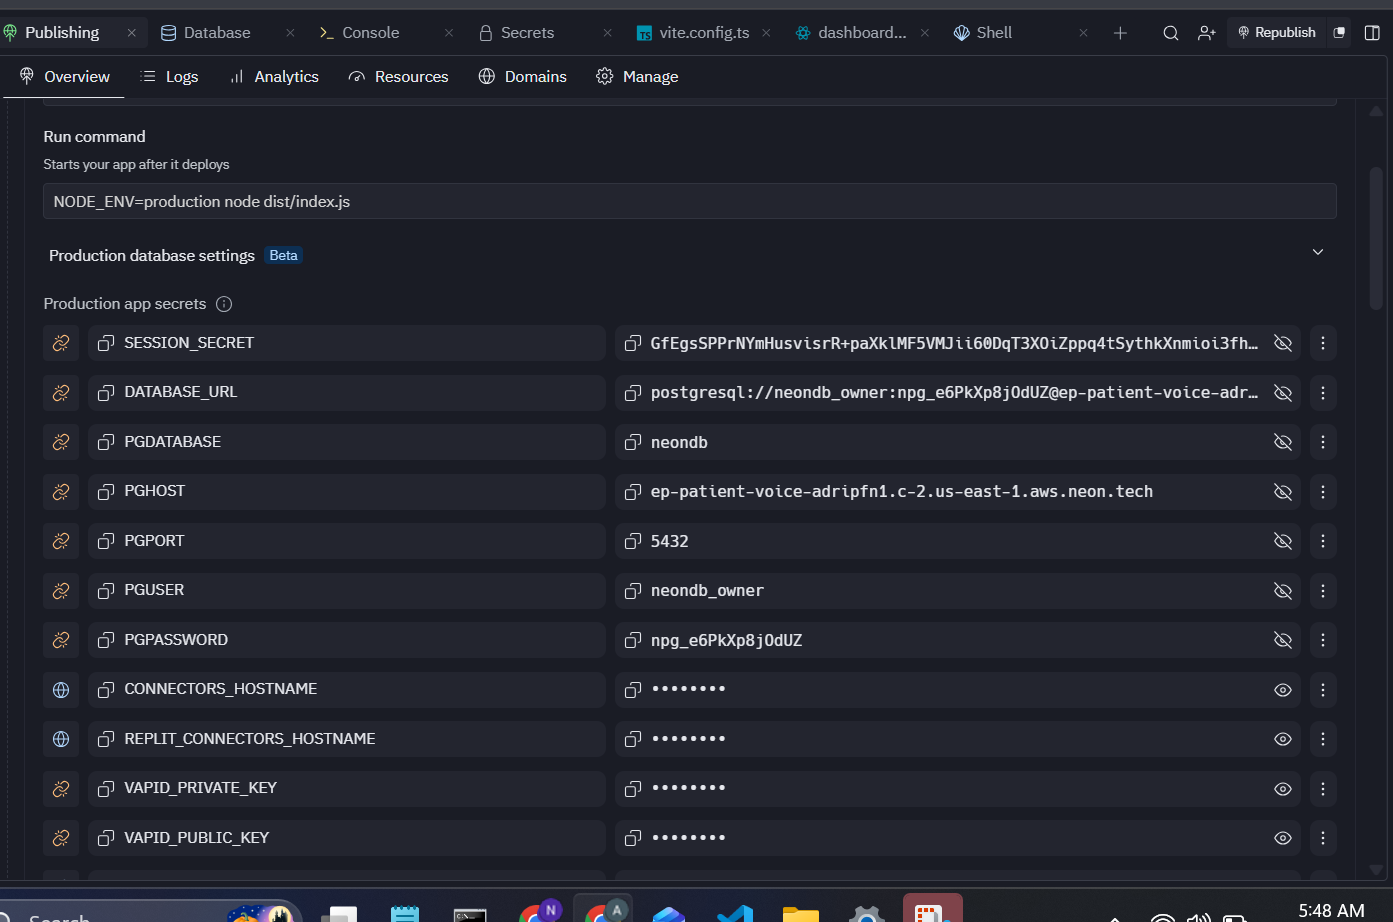 Publishing Database Console Secrets vite.config.ts dashboard... Shell Republish
Overview Logs Analytics Resources Domains Manage
Run command
Starts your app after it deploys
NODE_ENV=production node dist/index.js
Production database settings Beta
Production app secrets
SESSION_SECRET GfEgsSPPrNYmHusvisrR+paXklMF5VMJii60DqT3XOiZppq4tSythkXnmioi3fh…
DATABASE_URL postgresql://neondb_owner:npg_e6PkXp8jOdUZ@ep-patient-voice-adr…
PGDATABASE neondb
PGHOST ep-patient-voice-adripfn1.c-2.us-east-1.aws.neon.tech
PGPORT 5432
PGUSER neondb_owner
PGPASSWORD npg_e6PkXp8jOdUZ
CONNECTORS_HOSTNAME ••••••••
REPLIT_CONNECTORS_HOSTNAME ••••••••
VAPID_PRIVATE_KEY ••••••••
VAPID_PUBLIC_KEY ••••••••
Search N A 5:48 AM